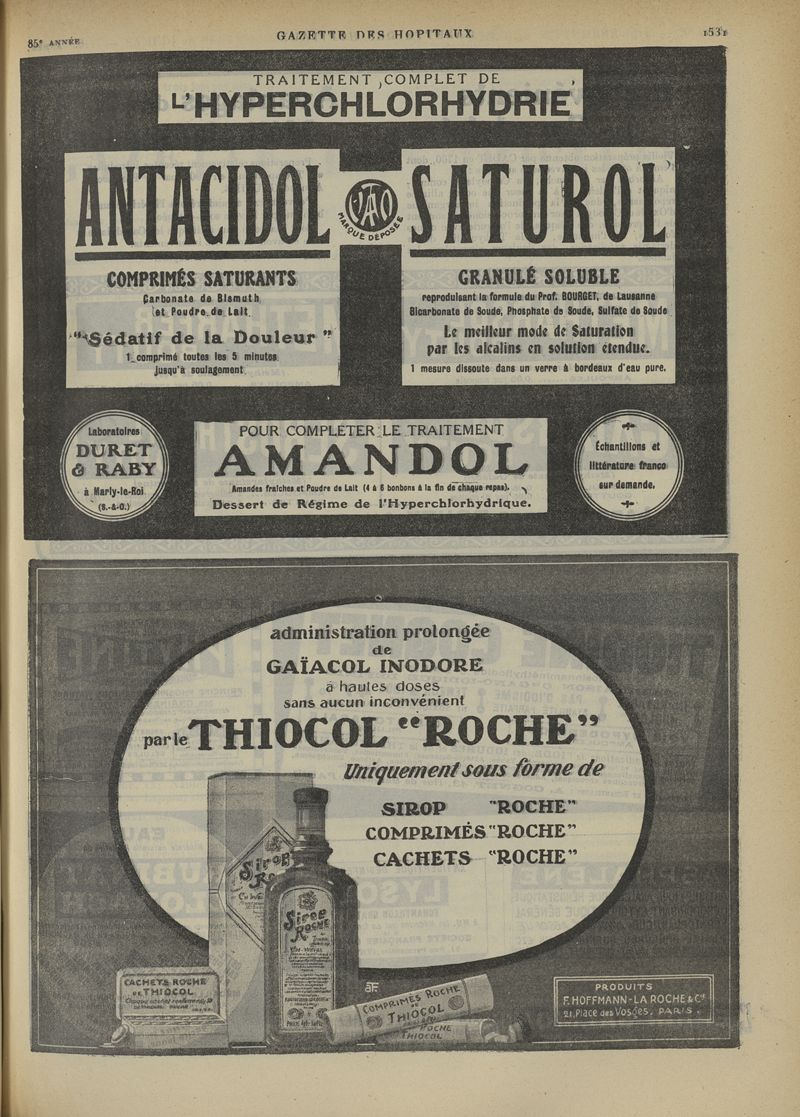 85e ANNÉE
GAZETTE DES HOPITAUX
1531
TRAITEMENT COMPLET DE
L'HYPERCHLORHYDRIE
ANTACIDOL
MARQUE DÉPOSÉE
SATUROL
COMPRIMÉS SATURANTS
Carbonate de Bismuth
et Poudre de Lait
"Sédatif de la Douleur"
1 comprimé toutes les 5 minutes
jusqu'à soulagement
GRANULÉ SOLUBLE
reproduisant la formule du Prof. BOURGET, de Lausanne
Bicarbonate de Soude, Phosphate de Soude, Sulfate de Soude
Le meilleur mode de Saturation
par les alcalins en solution étendue.
1 mesure dissoute dans un verre à bordeaux d'eau pure.
Laboratoires
DURET
& RABY
à Marly-le-Roi
(S.-&-O.)
POUR COMPLÉTER LE TRAITEMENT
AMANDOL
Amandes fraîches et Poudre de Lait (4 à 6 bonbons à la fin de chaque repas).
Dessert de Régime de l'Hyperchlorhydrique.
Échantillons et
littérature franco
sur demande.
administration prolongée
de
GAÏACOL INODORE
à hautes doses
sans aucun inconvénient
par le THIOCOL "ROCHE"
Uniquement sous forme de
SIROP "ROCHE"
COMPRIMÉS "ROCHE"
CACHETS "ROCHE"
Sirop
Sirop
ROCHE
CACHETS ROCHE
DE THIOCOL
COMPRIMÉS ROCHE
THIOCOL
ROCHE
THIOCOL
PRODUITS
F. HOFFMANN-LA ROCHE & Cie
21, Place des Vosges, PARIS.